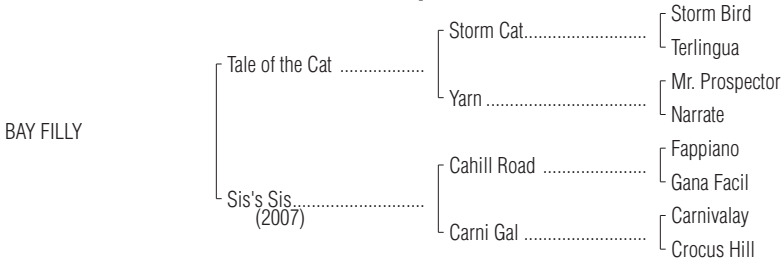 Storm Bird
Storm Cat........................
Terlingua
Tale of the Cat .................
Mr. Prospector
Yarn ................................
Narrate
BAY FILLY
Fappiano
Cahill Road .....................
Gana Facil
Sis's Sis..........................
(2007)
Carnivalay
Carni Gal ........................
Crocus Hill